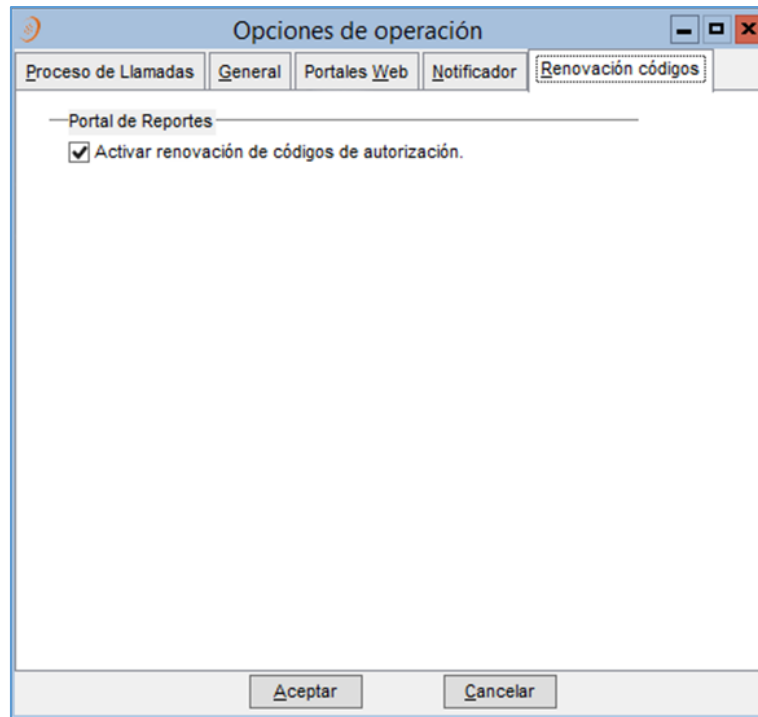 Opciones de operación
Proceso de Llamadas General Portales Web Notificador Renovación códigos
Portal de Reportes
Activar renovación de códigos de autorización.
Aceptar Cancelar